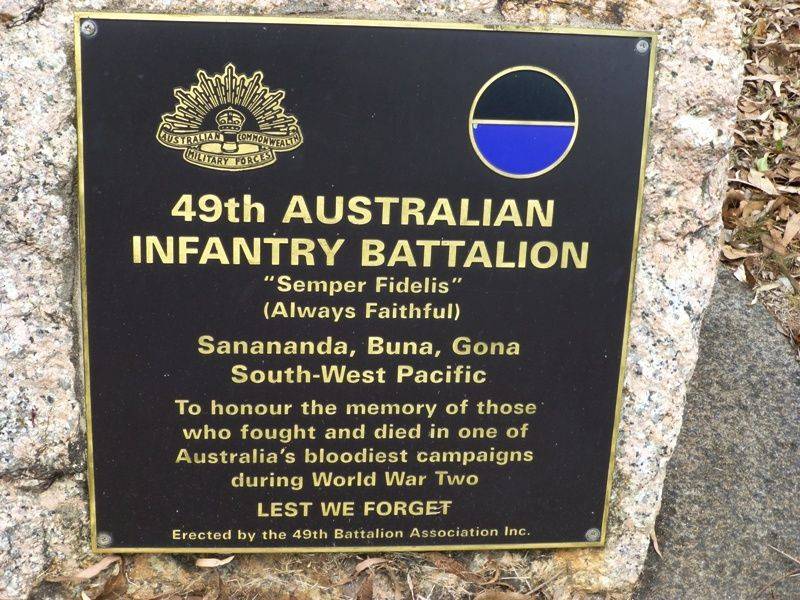 AUSTRALIAN COMMONWEALTH
MILITARY FORCES
49th AUSTRALIAN
INFANTRY BATTALION
"Semper Fidelis"
(Always Faithful)
Sanananda, Buna, Gona
South-West Pacific
To honour the memory of those
who fought and died in one of
Australia's bloodiest campaigns
during World War Two
LEST WE FORGET
Erected by the 49th Battalion Association Inc.